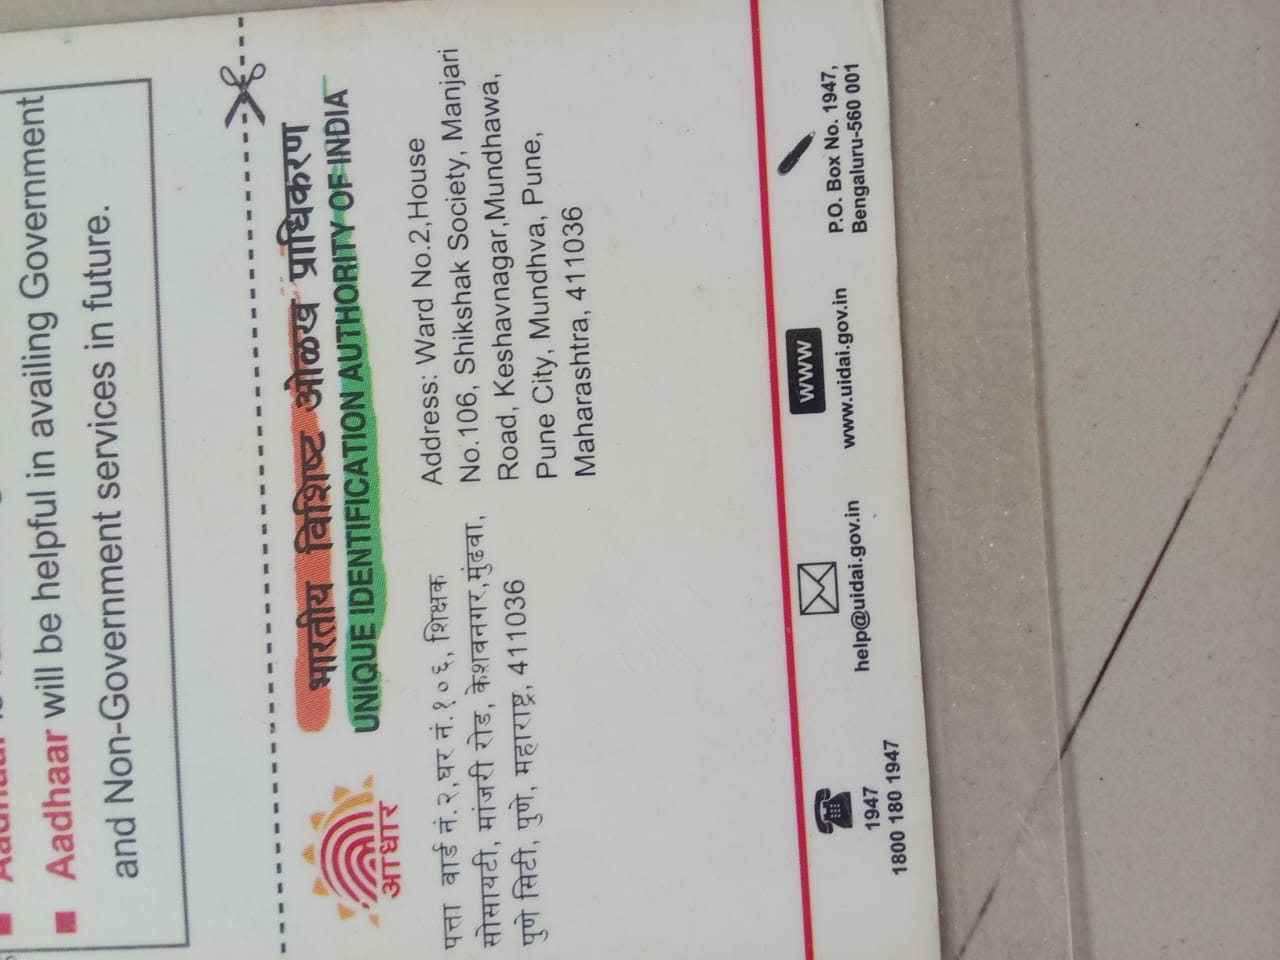 Aadhaar will be helpful in availing Government
and Non-Government services in future.
भारतीय विशिष्ट ओळख प्राधिकरण
UNIQUE IDENTIFICATION AUTHORITY OF INDIA
आधार
पत्ता वार्ड नं.२,घर नं.१०६, शिक्षक
सोसायटी, मांजरी रोड, केशवनगर,मुंढवा,
पुणे सिटी, पुणे, महाराष्ट्र, 411036
Address: Ward No.2,House
No.106, Shikshak Society, Manjari
Road, Keshavnagar,Mundhawa,
Pune City, Mundhva, Pune,
Maharashtra, 411036
1947
1800 180 1947
help@uidai.gov.in
www
www.uidai.gov.in
P.O. Box No. 1947,
Bengaluru-560 001